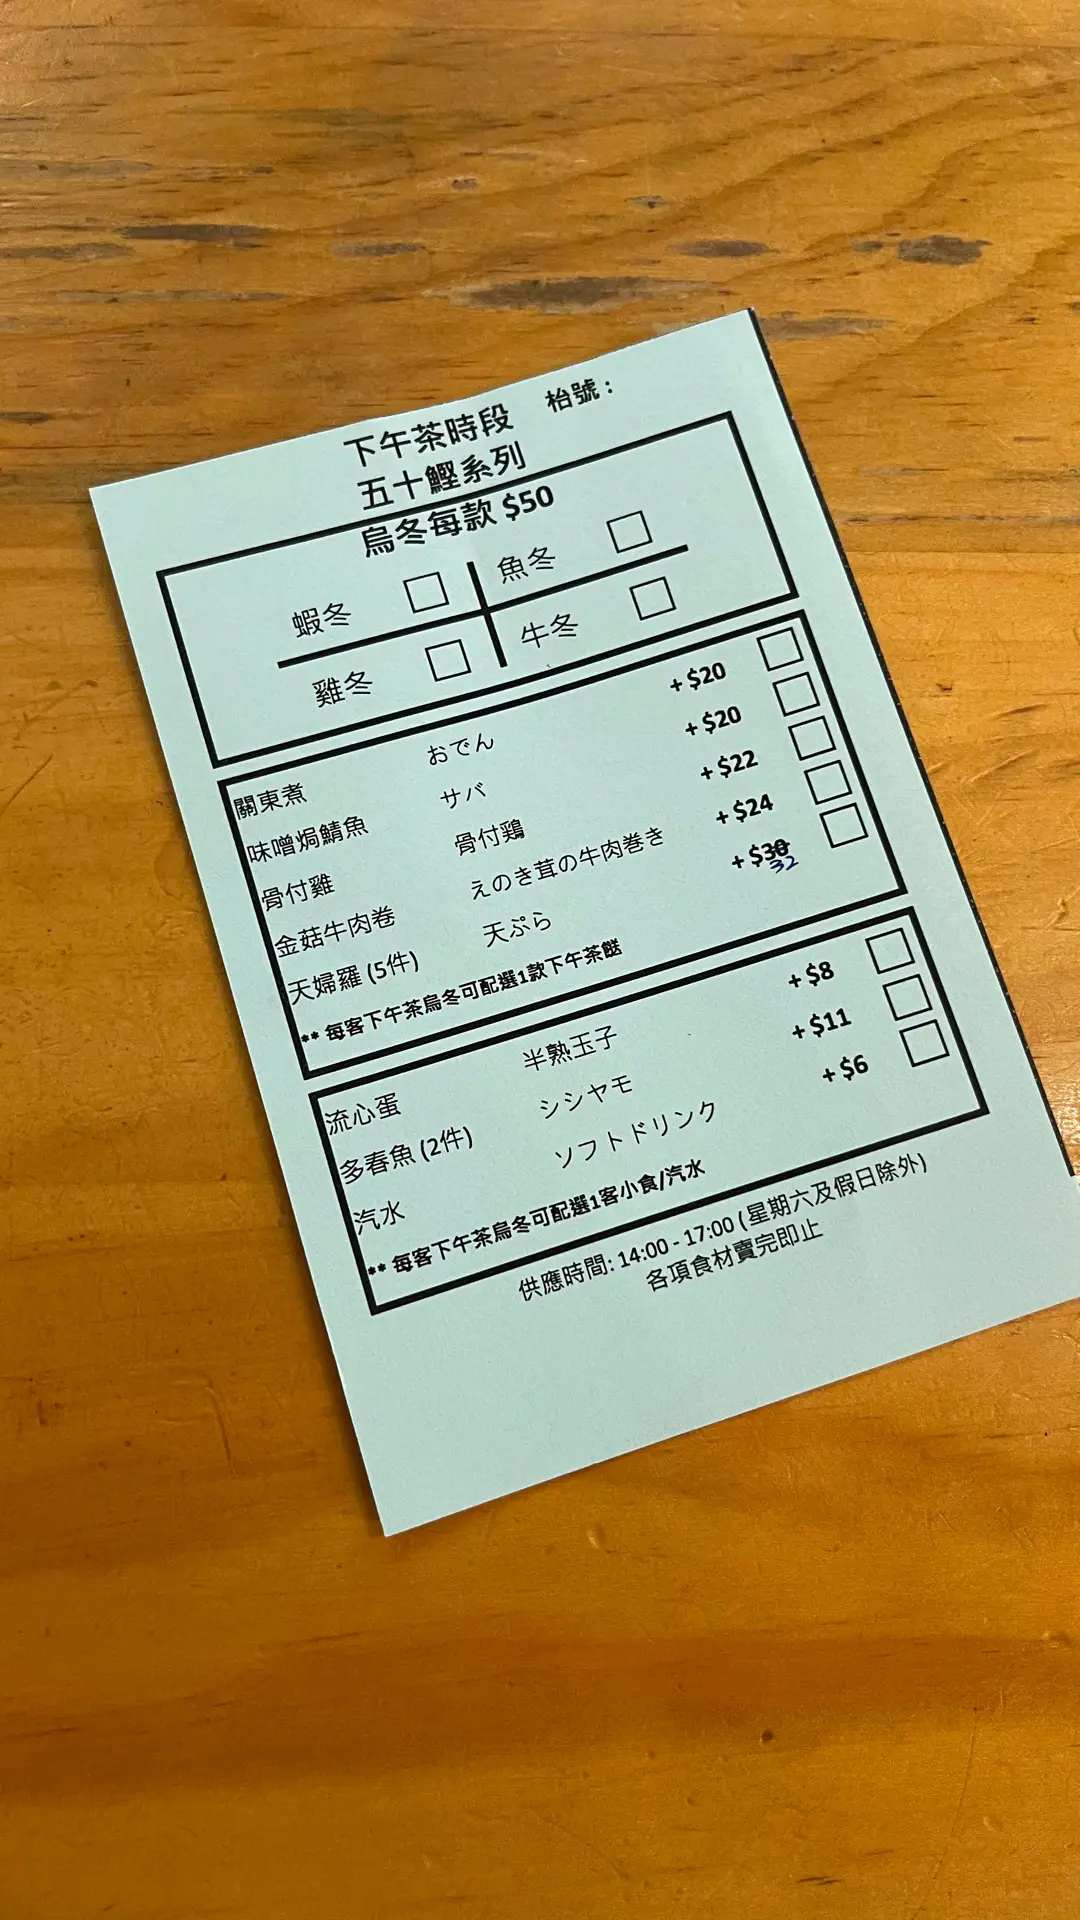 枱號 :
下午茶時段
五十鰹系列
烏冬每款 $50
蝦冬 魚冬
雞冬 牛冬
關東煮 おでん + $20
味噌焗鯖魚 サバ + $20
骨付雞 骨付鶏 + $22
金菇牛肉卷 えのき茸の牛肉巻き + $24
天婦羅 (5件) 天ぷら + $30 32
** 每客下午茶烏冬可配選1款下午茶餸
流心蛋 半熟玉子 + $8
多春魚 (2件) シシヤモ + $11
汽水 ソフトドリンク + $6
** 每客下午茶烏冬可配選1客小食/汽水
供應時間: 14:00 - 17:00 (星期六及假日除外)
各項食材賣完即止